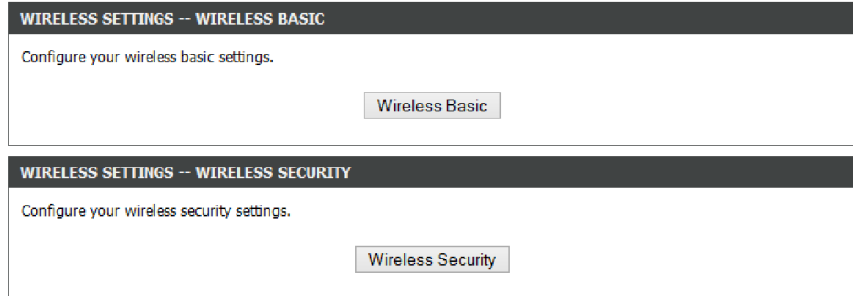 WIRELESS SETTINGS -- WIRELESS BASIC
Configure your wireless basic settings.
Wireless Basic
WIRELESS SETTINGS -- WIRELESS SECURITY
Configure your wireless security settings.
Wireless Security